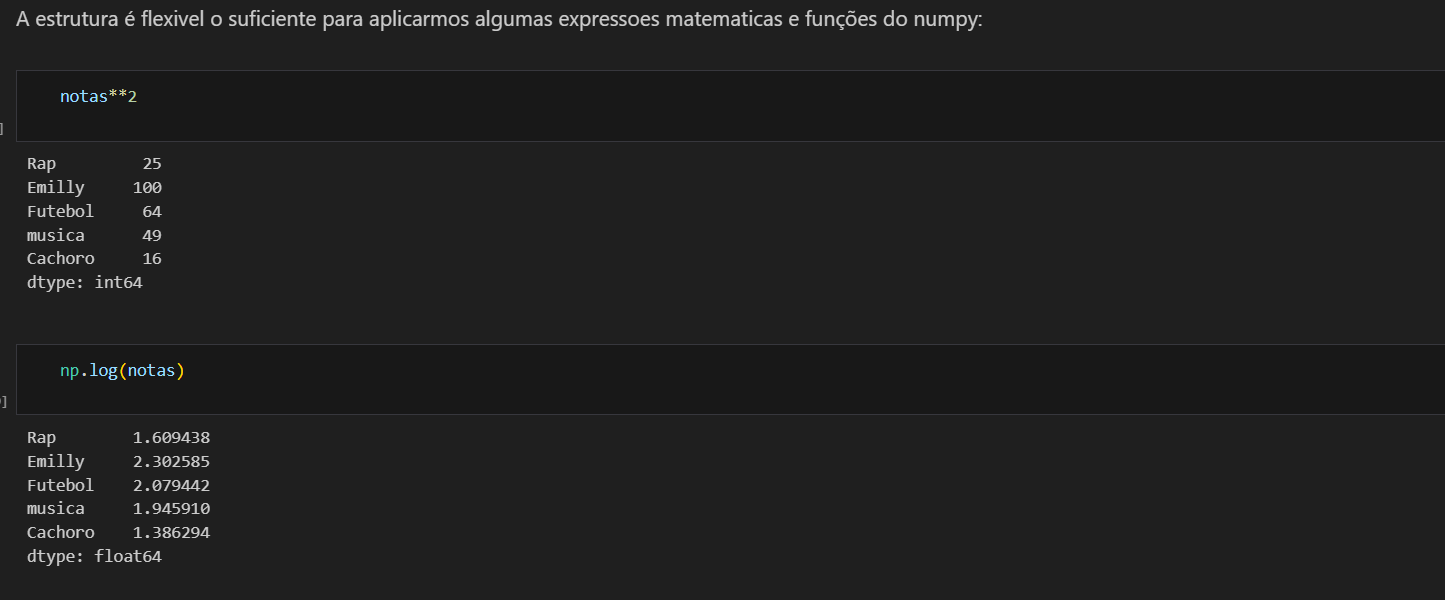 A estrutura é flexivel o suficiente para aplicarmos algumas expressoes matematicas e funções do numpy:
notas**2
]
Rap         25
Emilly     100
Futebol     64
musica      49
Cachoro     16
dtype: int64
np.log(notas)
]
Rap        1.609438
Emilly     2.302585
Futebol    2.079442
musica     1.945910
Cachoro    1.386294
dtype: float64